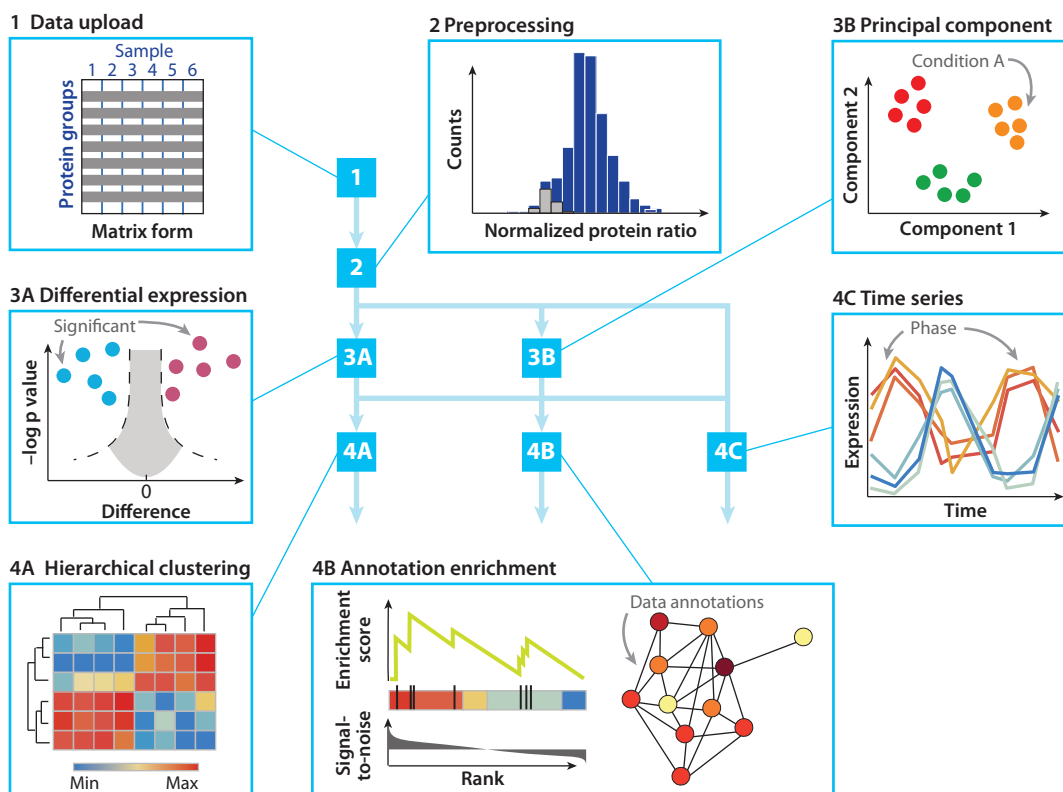 1 Data upload
Sample
1 2 3 4 5 6
Protein groups
Matrix form
2 Preprocessing
Counts
Normalized protein ratio
3B Principal component
Condition A
Component 2
Component 1
1
2
3A
3B
4A
4B
4C
3A Differential expression
Significant
–log p value
0
Difference
4C Time series
Phase
Expression
Time
4A Hierarchical clustering
Min
Max
4B Annotation enrichment
Enrichment
score
Signal-
to-noise
Rank
Data annotations